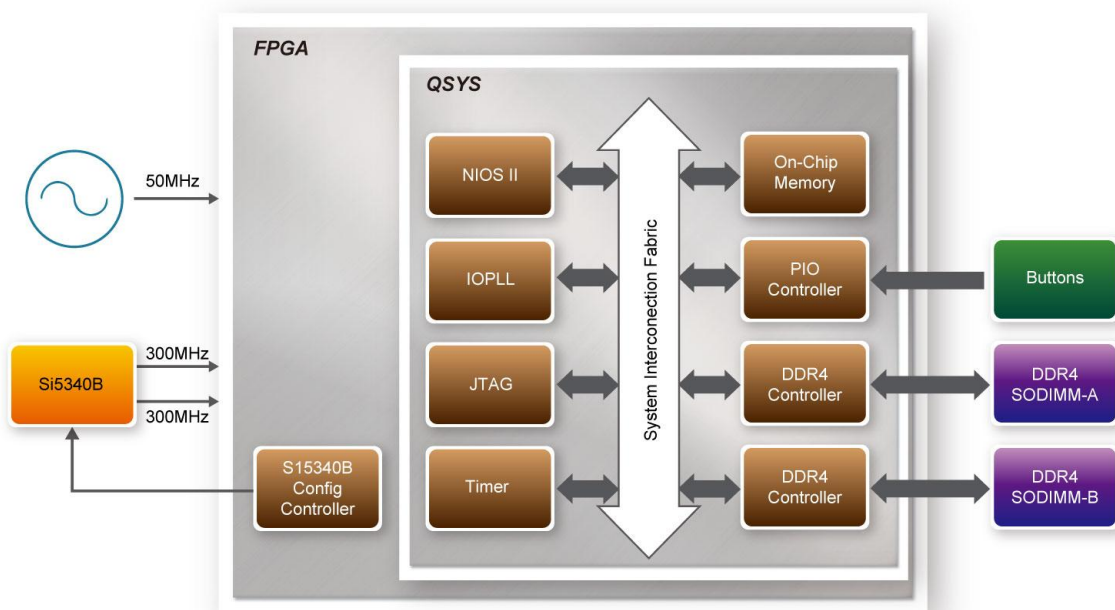 FPGA
QSYS
NIOS II
On-Chip
Memory
50MHz
System Interconection Fabric
IOPLL
PIO
Controller
Buttons
300MHz
Si5340B
300MHz
JTAG
DDR4
Controller
DDR4
SODIMM-A
S15340B
Config
Controller
Timer
DDR4
Controller
DDR4
SODIMM-B